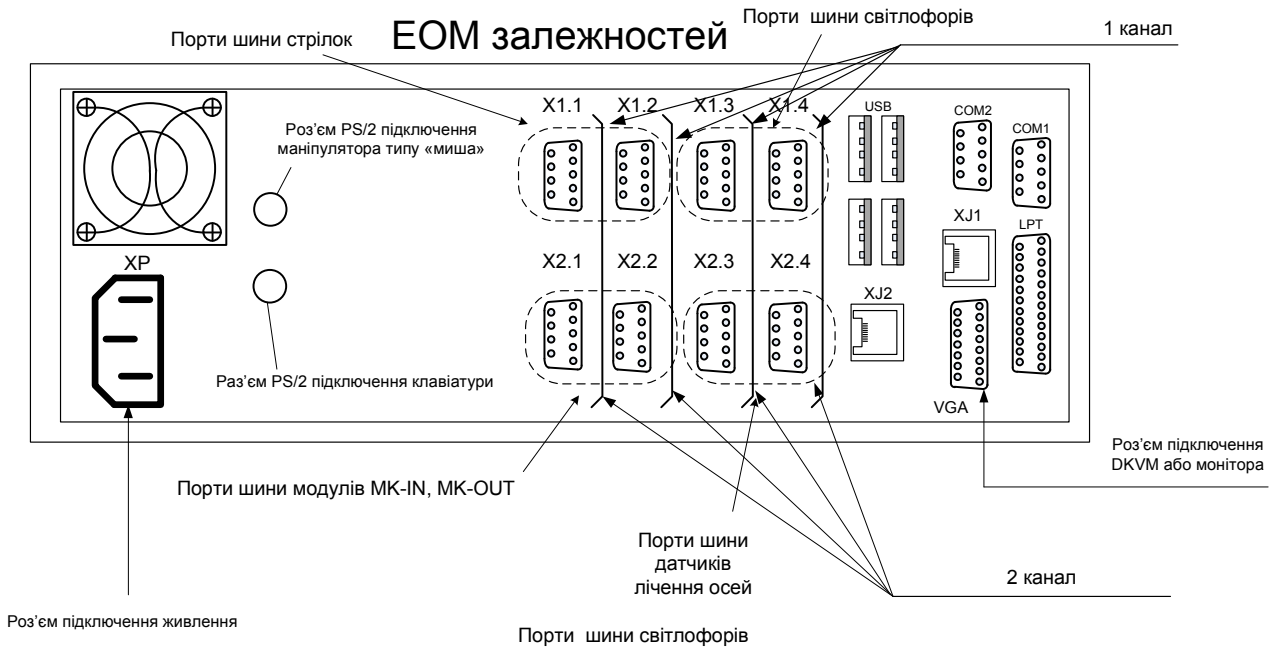 Порти шини світлофорів
1 канал
Порти шини стрілок
ЕОМ залежностей
X1.1
X1.2
X1.3
X1.4
USB
COM2
COM1
Роз'єм PS/2 підключення
маніпулятора типу «миша»
XJ1
LPT
XP
X2.1
X2.2
X2.3
X2.4
XJ2
Раз'єм PS/2 підключення клавіатури
VGA
Роз'єм підключення
DKVM або монітора
Порти шини модулів MK-IN, MK-OUT
Порти шини
датчиків
лічення осей
2 канал
Роз'єм підключення живлення
Порти шини світлофорів